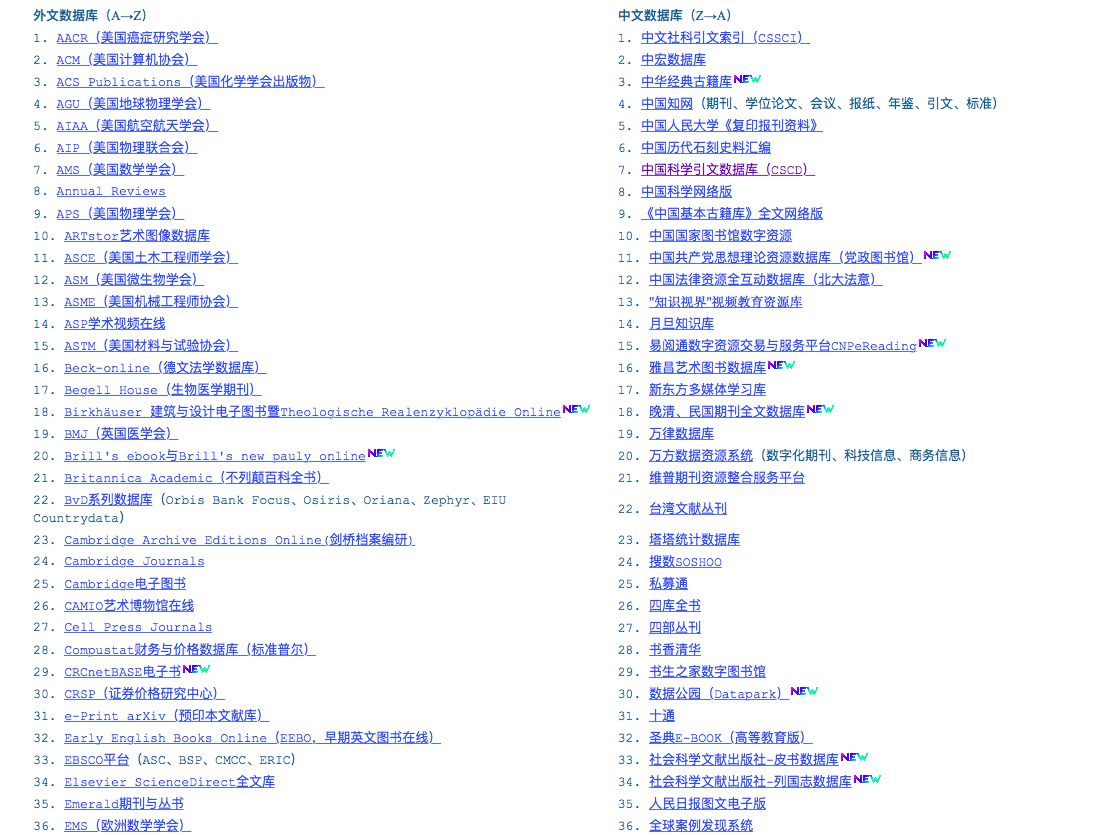 外文数据库（A→Z）
1. AACR（美国癌症研究学会）
2. ACM（美国计算机协会）
3. ACS Publications（美国化学学会出版物）
4. AGU（美国地球物理学会）
5. AIAA（美国航空航天学会）
6. AIP（美国物理联合会）
7. AMS（美国数学学会）
8. Annual Reviews
9. APS（美国物理学会）
10. ARTstor艺术图像数据库
11. ASCE（美国土木工程师学会）
12. ASM（美国微生物学会）
13. ASME（美国机械工程师协会）
14. ASP学术视频在线
15. ASTM（美国材料与试验协会）
16. Beck-online（德文法学数据库）
17. Begell House（生物医学期刊）
18. Birkhäuser 建筑与设计电子图书暨Theologische Realenzyklopädie Online NEW
19. BMJ（英国医学会）
20. Brill's ebook与Brill's new pauly online NEW
21. Britannica Academic（不列颠百科全书）
22. BvD系列数据库（Orbis Bank Focus、Osiris、Oriana、Zephyr、EIU
Countrydata）
23. Cambridge Archive Editions Online(剑桥档案编研）
24. Cambridge Journals
25. Cambridge电子图书
26. CAMIO艺术博物馆在线
27. Cell Press Journals
28. Compustat财务与价格数据库（标准普尔）
29. CRCnetBASE电子书 NEW
30. CRSP（证券价格研究中心）
31. e-Print arXiv（预印本文献库）
32. Early English Books Online（EEBO，早期英文图书在线）
33. EBSCO平台（ASC、BSP、CMCC、ERIC）
34. Elsevier ScienceDirect全文库
35. Emerald期刊与丛书
36. EMS（欧洲数学学会）
中文数据库（Z→A）
1. 中文社科引文索引（CSSCI）
2. 中宏数据库
3. 中华经典古籍库 NEW
4. 中国知网（期刊、学位论文、会议、报纸、年鉴、引文、标准）
5. 中国人民大学《复印报刊资料》
6. 中国历代石刻史料汇编
7. 中国科学引文数据库（CSCD）
8. 中国科学网络版
9. 《中国基本古籍库》全文网络版
10. 中国国家图书馆数字资源
11. 中国共产党思想理论资源数据库（党政图书馆） NEW
12. 中国法律资源全互动数据库（北大法意）
13. "知识视界"视频教育资源库
14. 月旦知识库
15. 易阅通数字资源交易与服务平台CNPeReading NEW
16. 雅昌艺术图书数据库 NEW
17. 新东方多媒体学习库
18. 晚清、民国期刊全文数据库 NEW
19. 万律数据库
20. 万方数据资源系统（数字化期刊、科技信息、商务信息）
21. 维普期刊资源整合服务平台
22. 台湾文献丛刊
23. 塔塔统计数据库
24. 搜数SOSHOO
25. 私募通
26. 四库全书
27. 四部丛刊
28. 书香清华
29. 书生之家数字图书馆
30. 数据公园（Datapark） NEW
31. 十通
32. 圣典E-BOOK（高等教育版）
33. 社会科学文献出版社-皮书数据库 NEW
34. 社会科学文献出版社-列国志数据库 NEW
35. 人民日报图文电子版
36. 全球案例发现系统